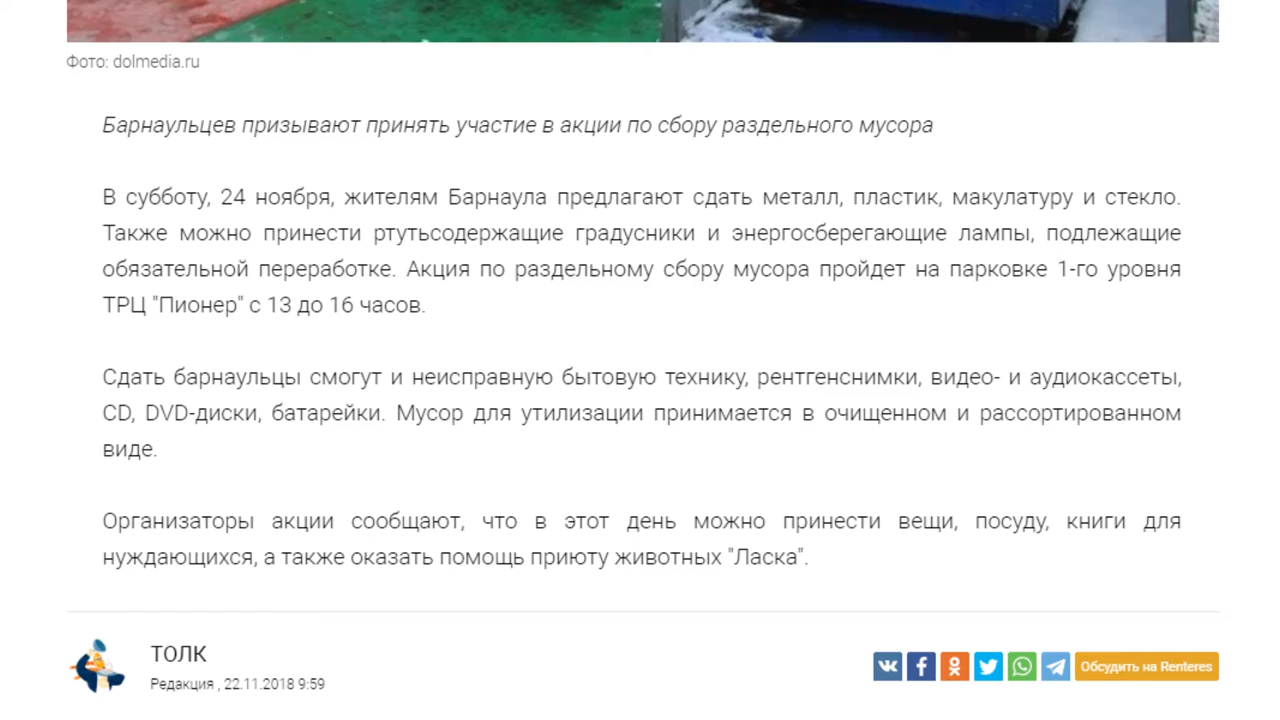 Фото: dolmedia.ru
Барнаульцев призывают принять участие в акции по сбору раздельного мусора
В субботу, 24 ноября, жителям Барнаула предлагают сдать металл, пластик, макулатуру и стекло.
Также можно принести ртутьсодержащие градусники и энергосберегающие лампы, подлежащие
обязательной переработке. Акция по раздельному сбору мусора пройдет на парковке 1-го уровня
ТРЦ "Пионер" с 13 до 16 часов.
Сдать барнаульцы смогут и неисправную бытовую технику, рентгенснимки, видео- и аудиокассеты,
CD, DVD-диски, батарейки. Мусор для утилизации принимается в очищенном и рассортированном
виде.
Организаторы акции сообщают, что в этот день можно принести вещи, посуду, книги для
нуждающихся, а также оказать помощь приюту животных "Ласка".
ТОЛК
Редакция , 22.11.2018 9:59
Обсудить на Renteres